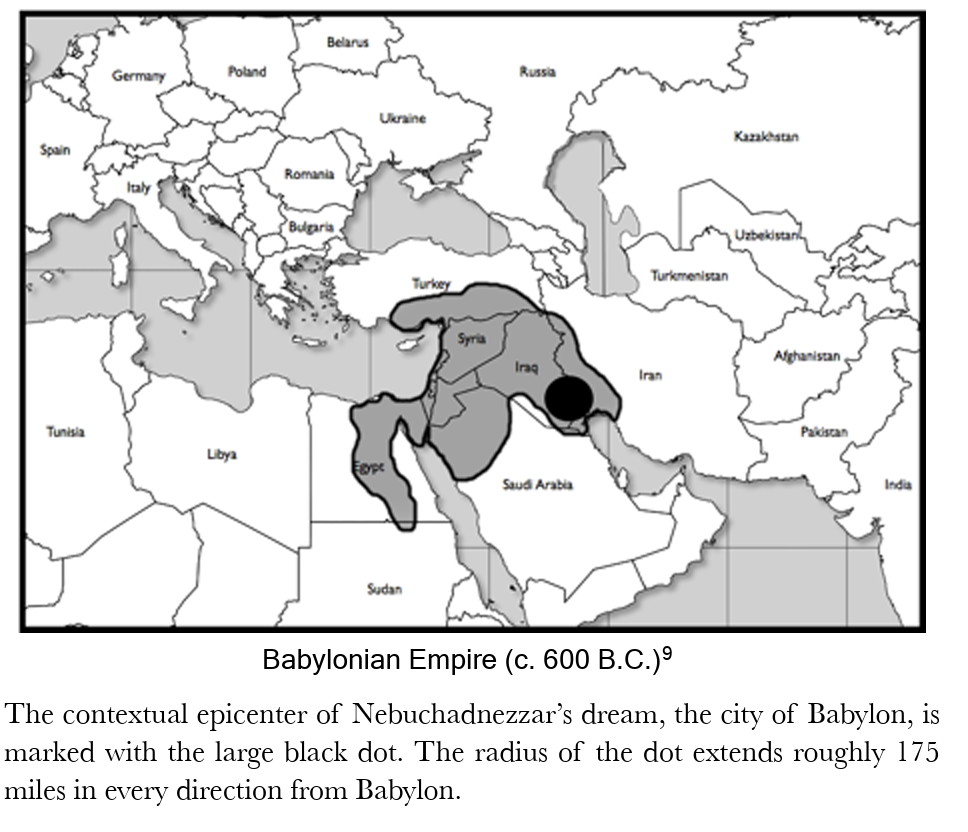 Belarus
Germany
Poland
Russia
Ukraine
Kazakhstan
Spain
Romania
Italy
Bulgaria
Uzbekistan
Turkmenistan
Turkey
Syria
Afghanistan
Iraq
Iran
Tunisia
Pakistan
Libya
Egypt
Saudi Arabia
India
Sudan
Babylonian Empire (c. 600 B.C.)⁹
The contextual epicenter of Nebuchadnezzar’s dream, the city of Babylon, is
marked with the large black dot. The radius of the dot extends roughly 175
miles in every direction from Babylon.